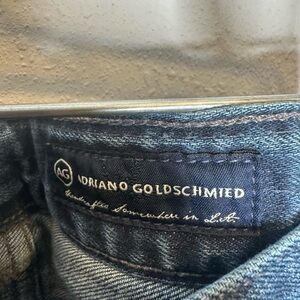 AG ADRIANO GOLDSCHMIED
Handcrafted Somewhere in L.A.